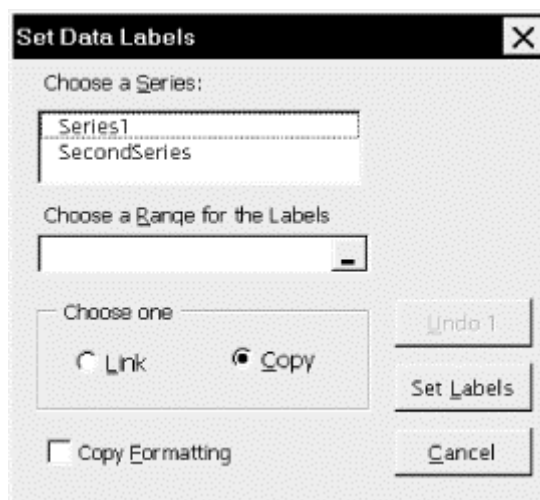 Set Data Labels
Choose a Series:
Series1
SecondSeries
Choose a Range for the Labels
Choose one
Link
Copy
Undo 1
Set Labels
Copy Formatting
Cancel